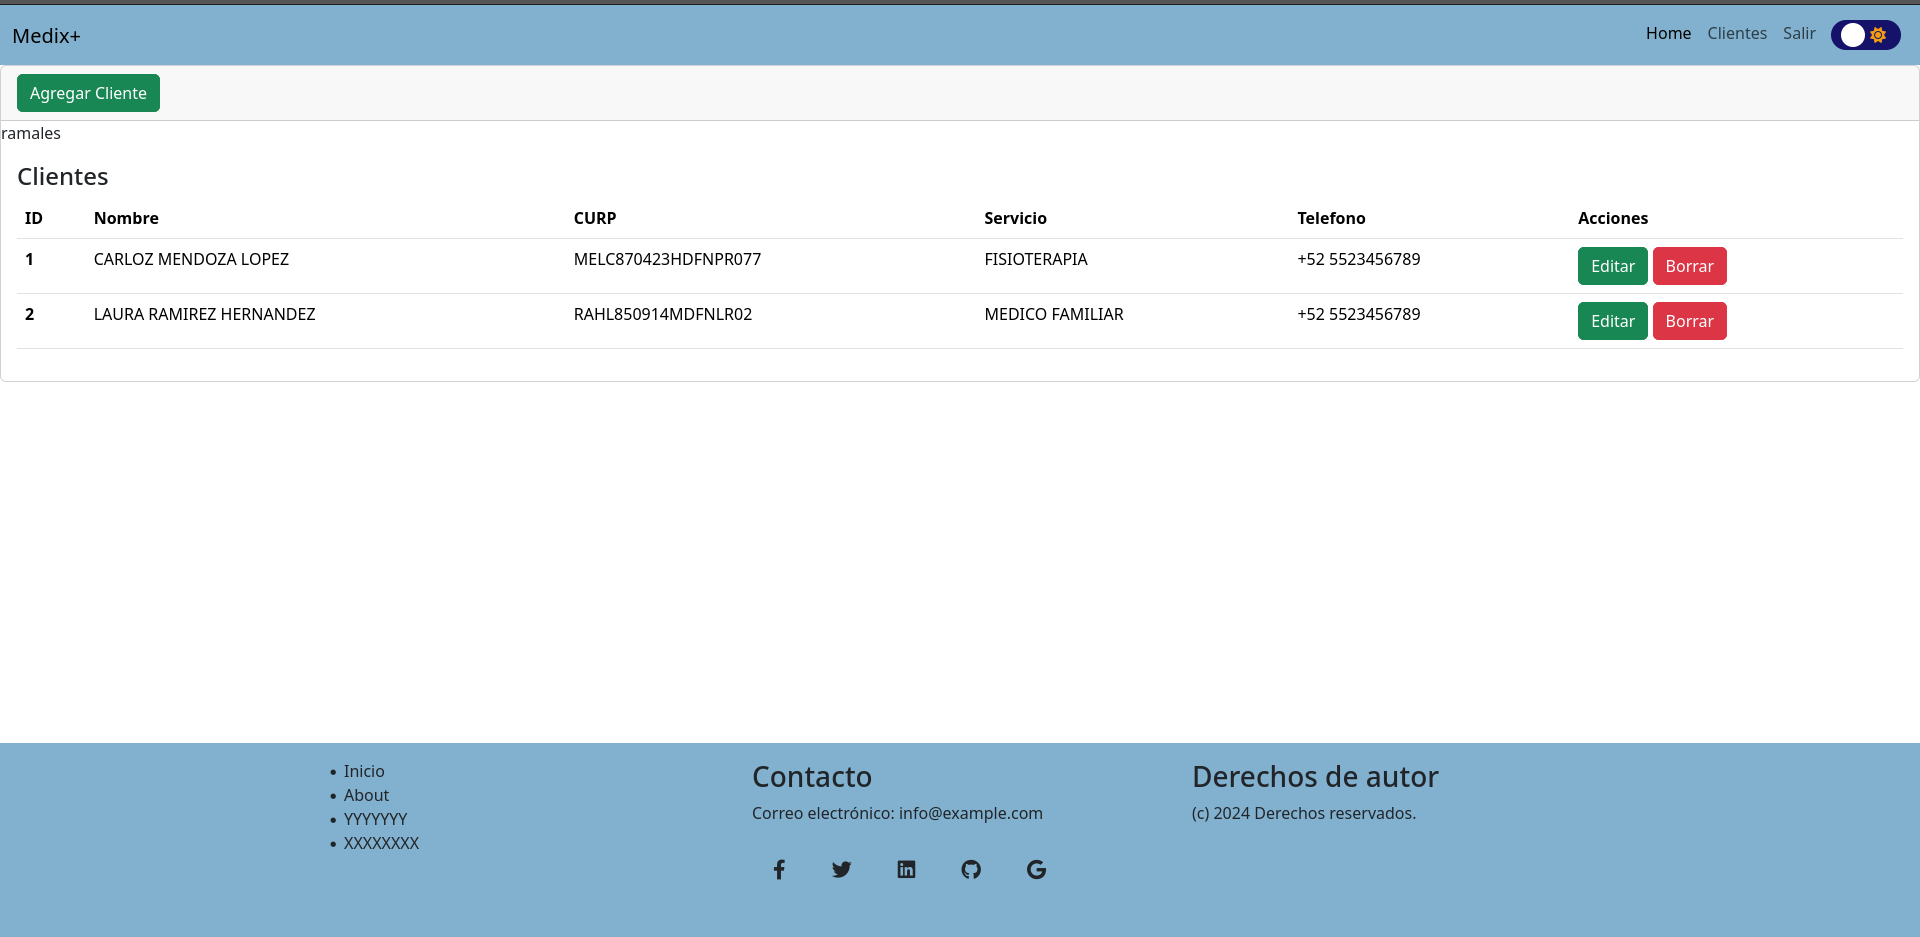 Medix+ Home Clientes Salir
Agregar Cliente
ramales
Clientes
ID Nombre CURP Servicio Telefono Acciones
1 CARLOZ MENDOZA LOPEZ MELC870423HDFNPR077 FISIOTERAPIA +52 5523456789 Editar Borrar
2 LAURA RAMIREZ HERNANDEZ RAHL850914MDFNLR02 MEDICO FAMILIAR +52 5523456789 Editar Borrar
Inicio
About
YYYYYYY
XXXXXXXX
Contacto
Correo electrónico: info@example.com
Derechos de autor
(c) 2024 Derechos reservados.